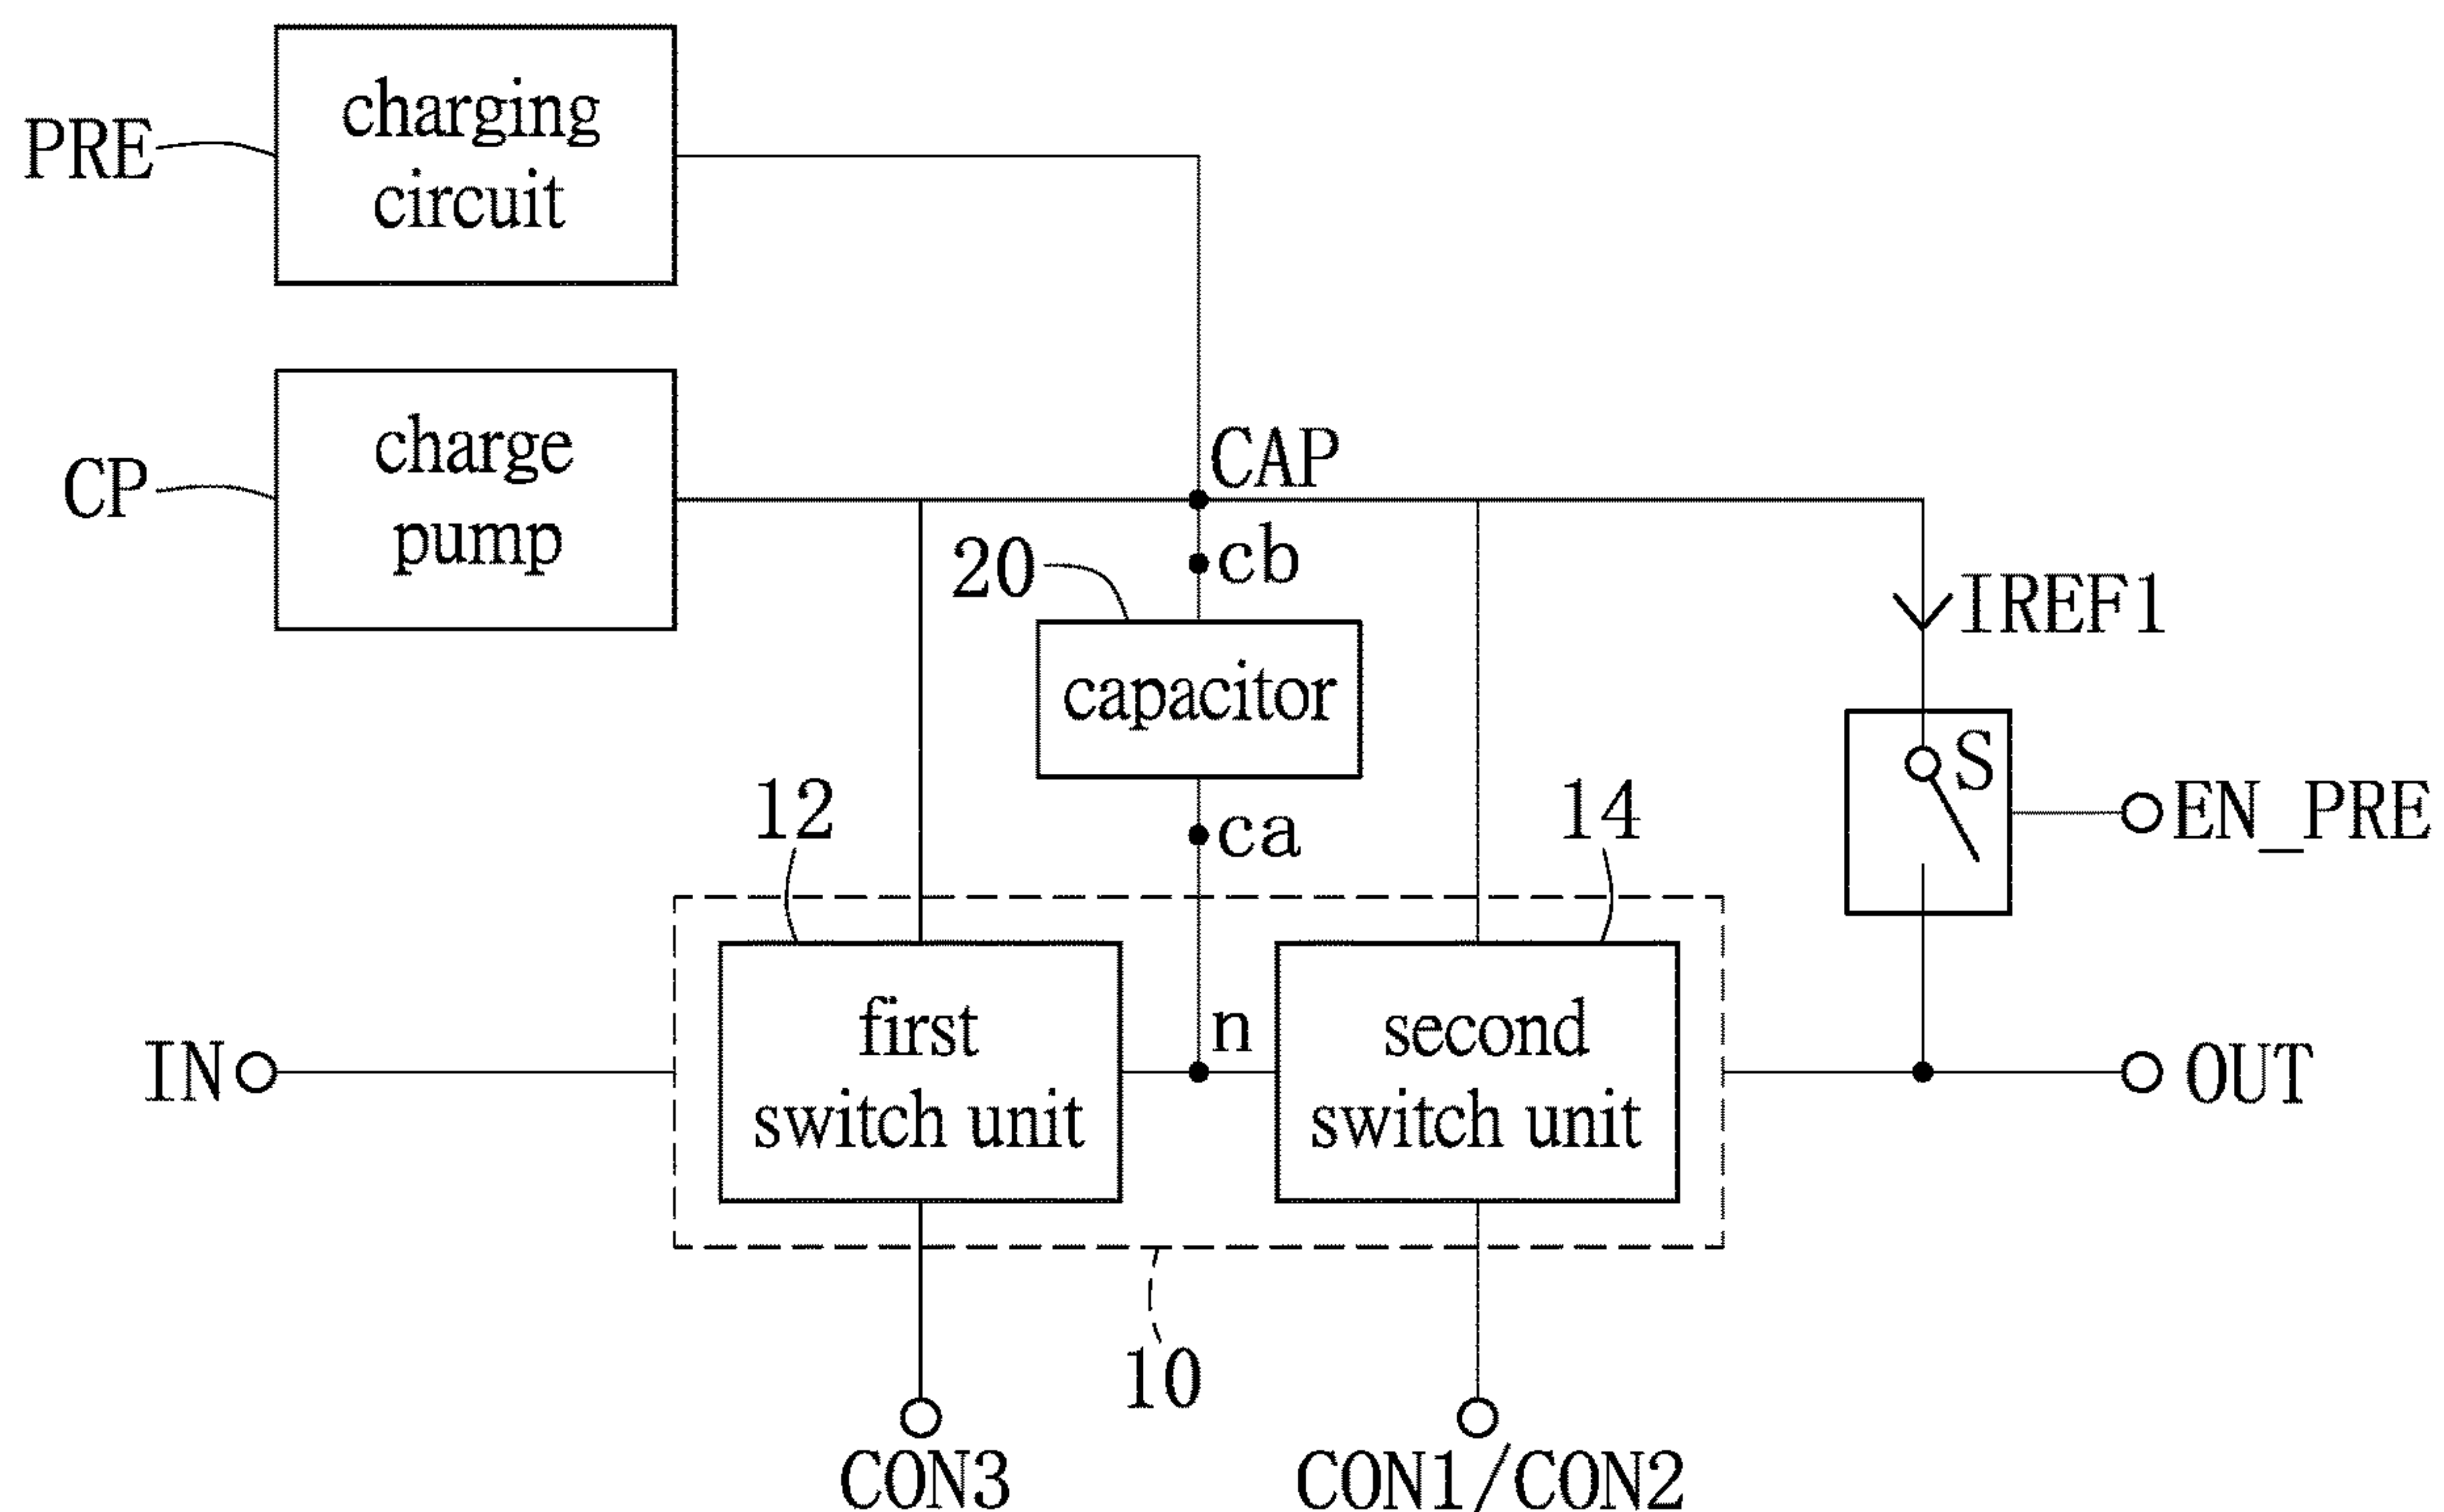 charging
circuit
PRE
charge
pump
CP
CAP
cb
20
IREF1
capacitor
S
EN_PRE
12
ca
14
first
switch unit
n
second
switch unit
IN
OUT
10
CON3
CON1/CON2